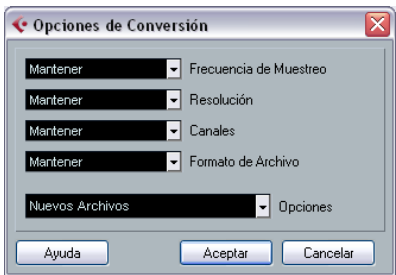 Opciones de Conversión
Mantener Frecuencia de Muestreo
Mantener Resolución
Mantener Canales
Mantener Formato de Archivo
Nuevos Archivos Opciones
Ayuda Aceptar Cancelar